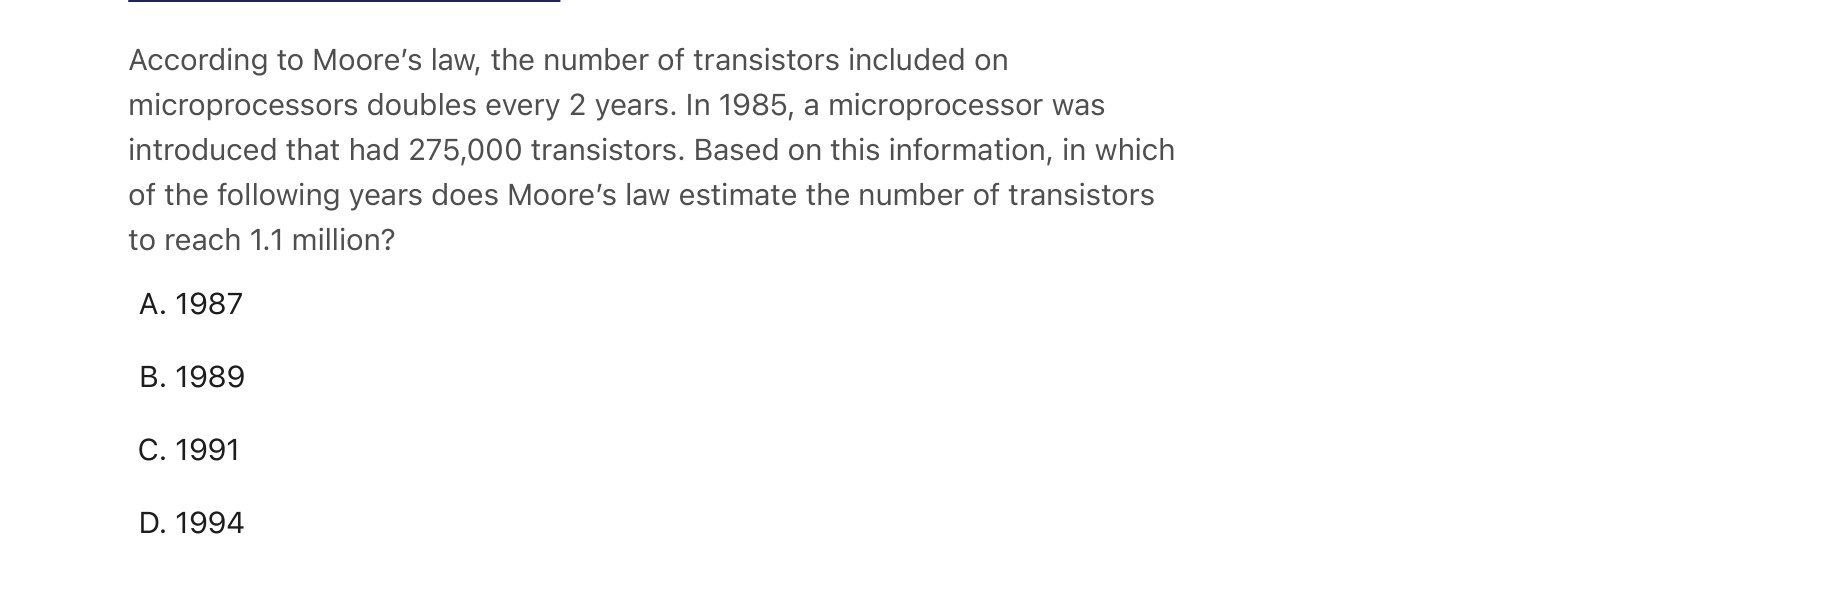 According to Moore’s law, the number of transistors included on
microprocessors doubles every 2 years. In 1985, a microprocessor was
introduced that had 275,000 transistors. Based on this information, in which
of the following years does Moore’s law estimate the number of transistors
to reach 1.1 million?
A. 1987
B. 1989
C. 1991
D. 1994